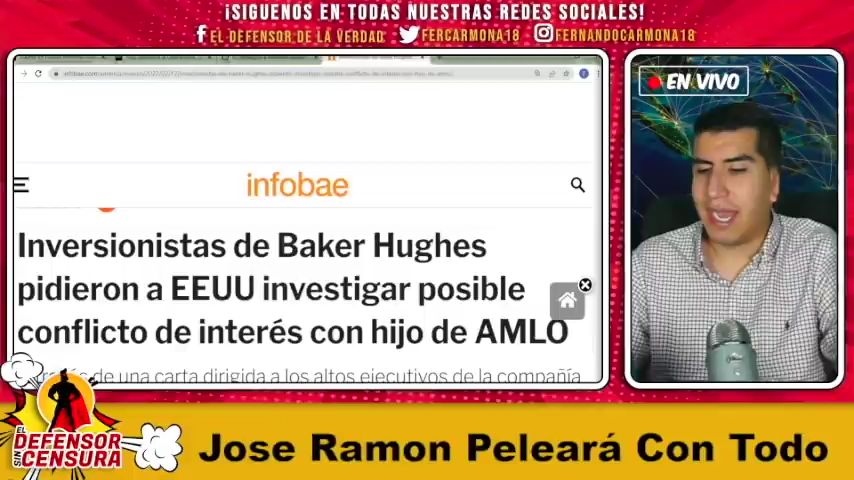 ¡SIGUENOS EN TODAS NUESTRAS REDES SOCIALES!
EL DEFENSOR DE LA VERDAD FERCARMONA18 FERNANDOCARMONA18
EN VIVO
infobae
Inversionistas de Baker Hughes
pidieron a EEUU investigar posible
conflicto de interés con hijo de AMLO
de una carta dirigida a los altos ejecutivos de la compañía
EL
DEFENSOR
SIN CENSURA
Jose Ramon Peleará Con Todo